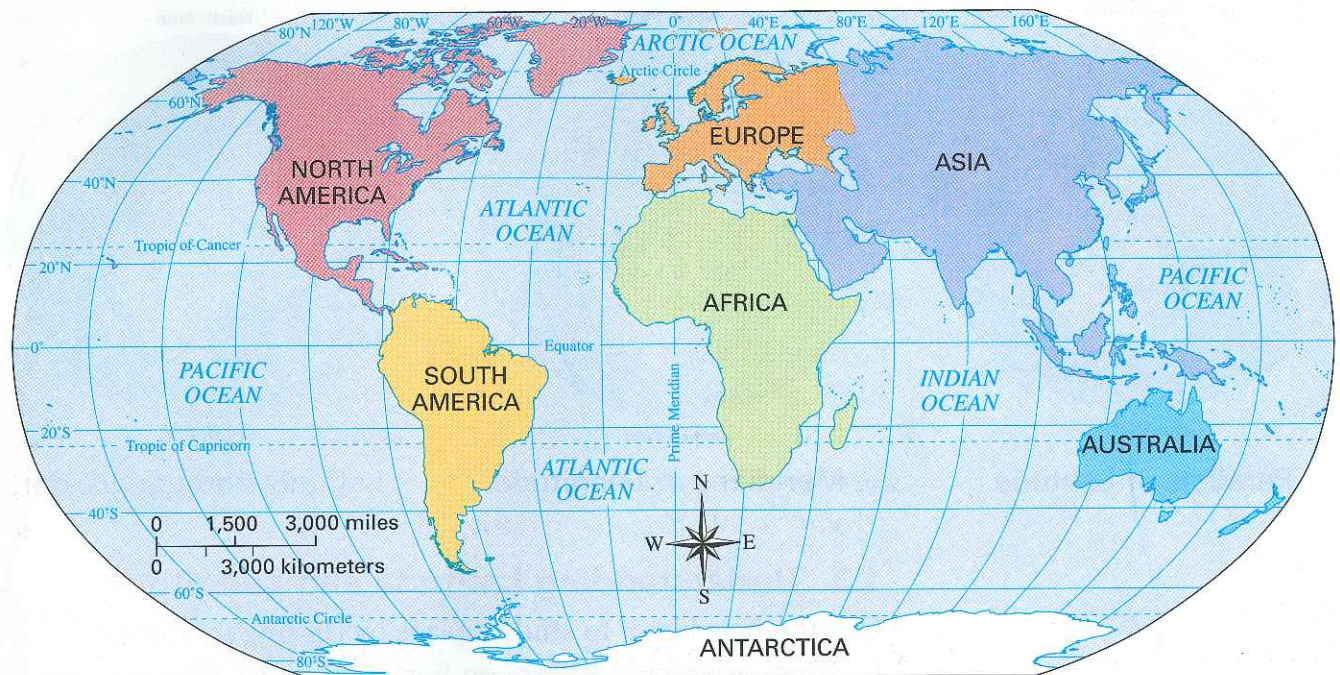 80°N
120°W
80°W
60°W
20°W
0°
40°E
80°E
120°E
160°E
ARCTIC OCEAN
Arctic Circle
60°N
EUROPE
ASIA
NORTH
AMERICA
40°N
ATLANTIC
OCEAN
Tropic of Cancer
20°N
AFRICA
PACIFIC
OCEAN
0°
Equator
PACIFIC
OCEAN
SOUTH
AMERICA
Prime Meridian
INDIAN
OCEAN
20°S
Tropic of Capricorn
AUSTRALIA
ATLANTIC
OCEAN
N
W
E
S
40°S
0 1,500 3,000 miles
0 3,000 kilometers
60°S
Antarctic Circle
ANTARCTICA
80°S